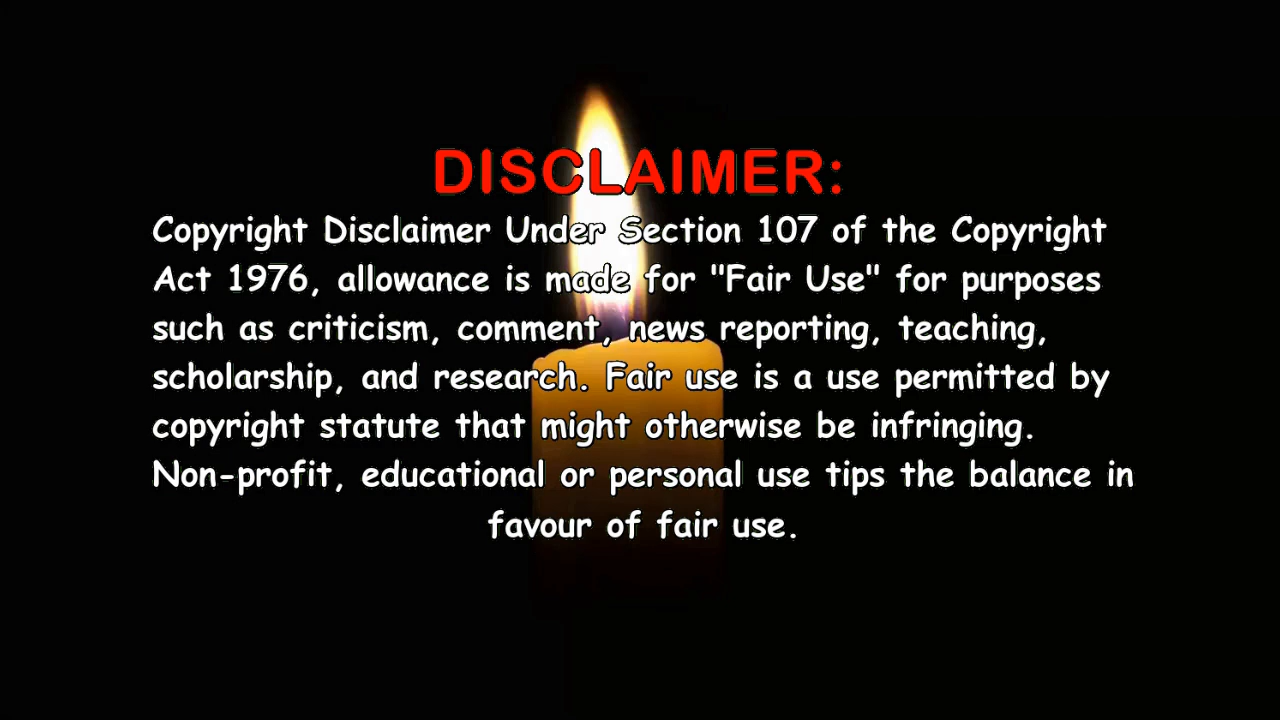 DISCLAIMER:
Copyright Disclaimer Under Section 107 of the Copyright
Act 1976, allowance is made for "Fair Use" for purposes
such as criticism, comment, news reporting, teaching,
scholarship, and research. Fair use is a use permitted by
copyright statute that might otherwise be infringing.
Non-profit, educational or personal use tips the balance in
favour of fair use.